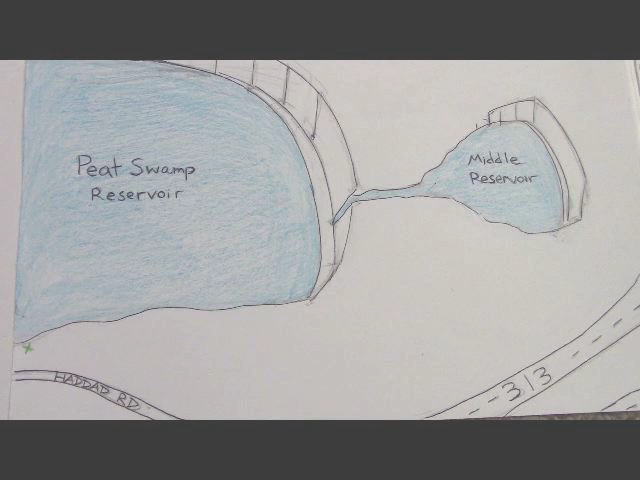 Peat Swamp
Reservoir
Middle
Reservoir
HADDAD RD.
313